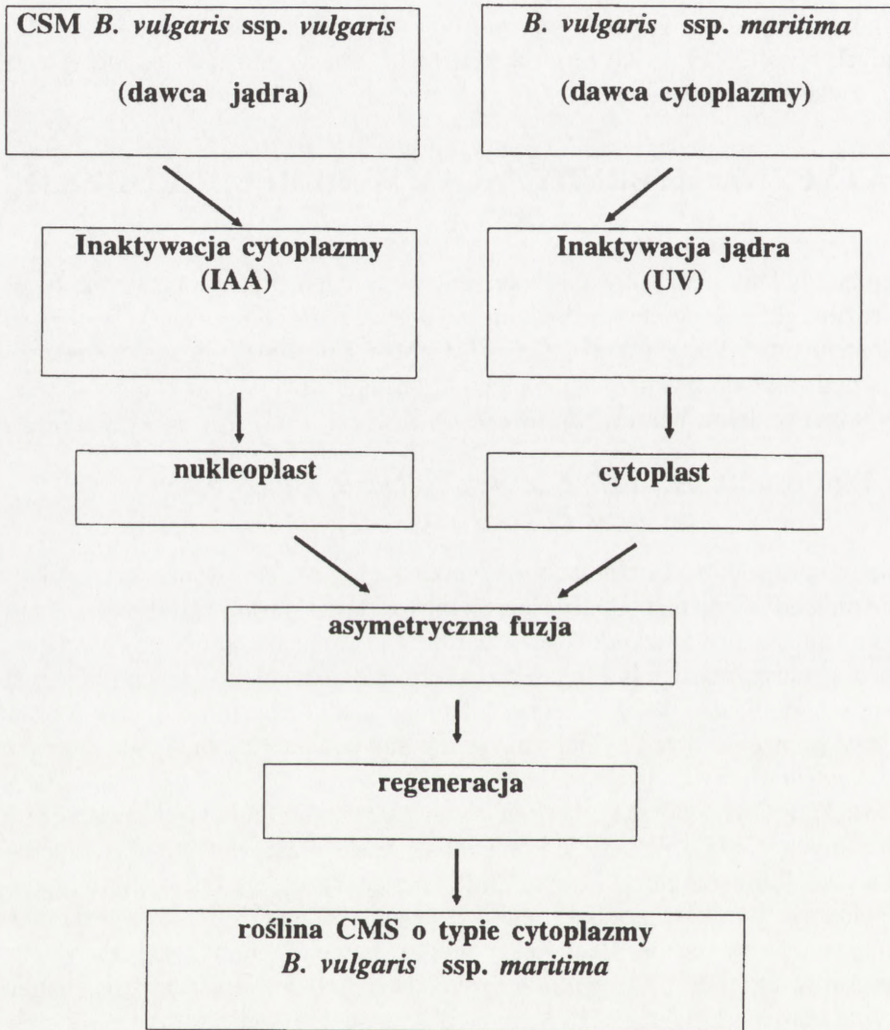 CSM B. vulgaris ssp. vulgaris
(dawca jądra)
B. vulgaris ssp. maritima
(dawca cytoplazmy)
Inaktywacja cytoplazmy
(IAA)
Inaktywacja jądra
(UV)
nukleoplast
cytoplast
asymetryczna fuzja
regeneracja
roślina CMS o typie cytoplazmy
B. vulgaris ssp. maritima